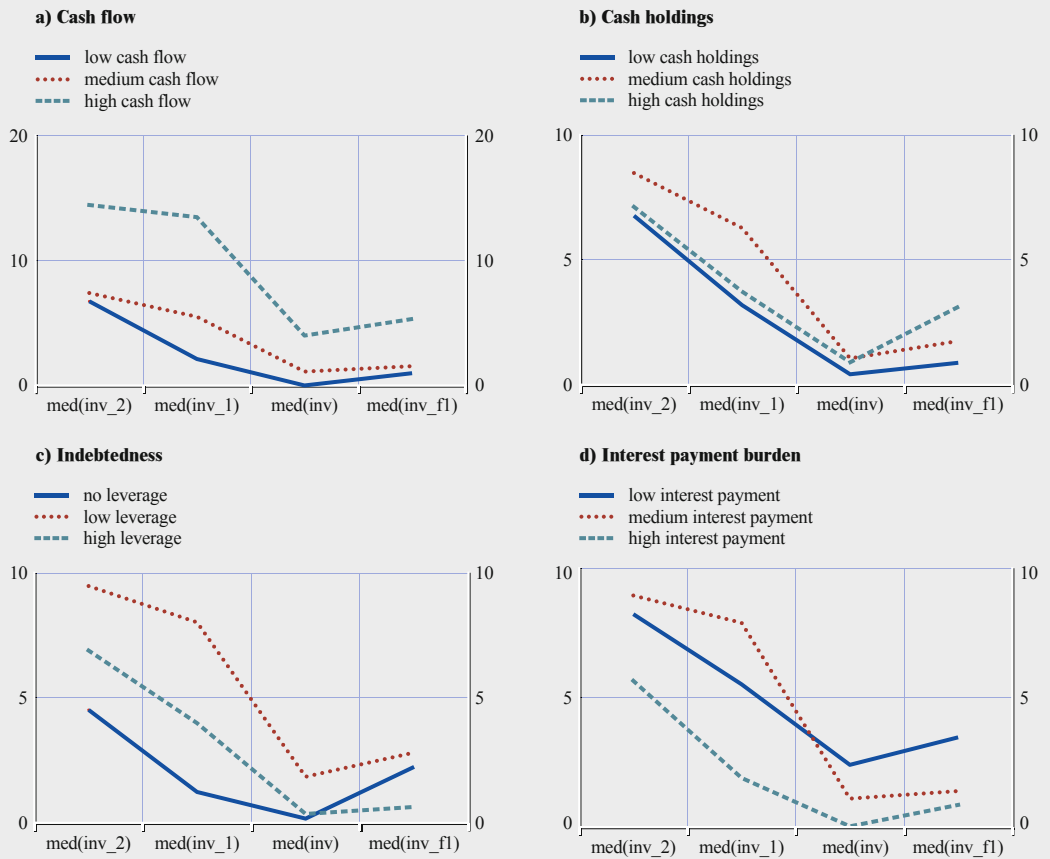 a) Cash flow
low cash flow
medium cash flow
high cash flow
20 20
10 10
0 0
med(inv_2) med(inv_1) med(inv) med(inv_f1)
b) Cash holdings
low cash holdings
medium cash holdings
high cash holdings
10 10
5 5
0 0
med(inv_2) med(inv_1) med(inv) med(inv_f1)
c) Indebtedness
no leverage
low leverage
high leverage
10 10
5 5
0 0
med(inv_2) med(inv_1) med(inv) med(inv_f1)
d) Interest payment burden
low interest payment
medium interest payment
high interest payment
10 10
5 5
0 0
med(inv_2) med(inv_1) med(inv) med(inv_f1)